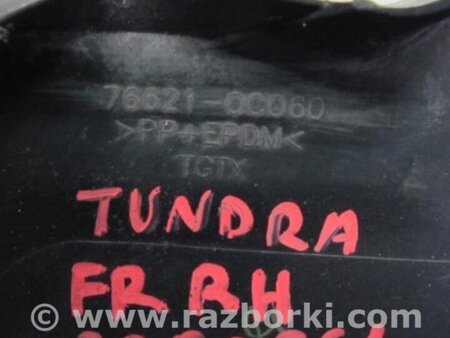 76621-0C060
>PP+EPDM<
TGTX
TUNDRA
FR RH
© www.razborki.com